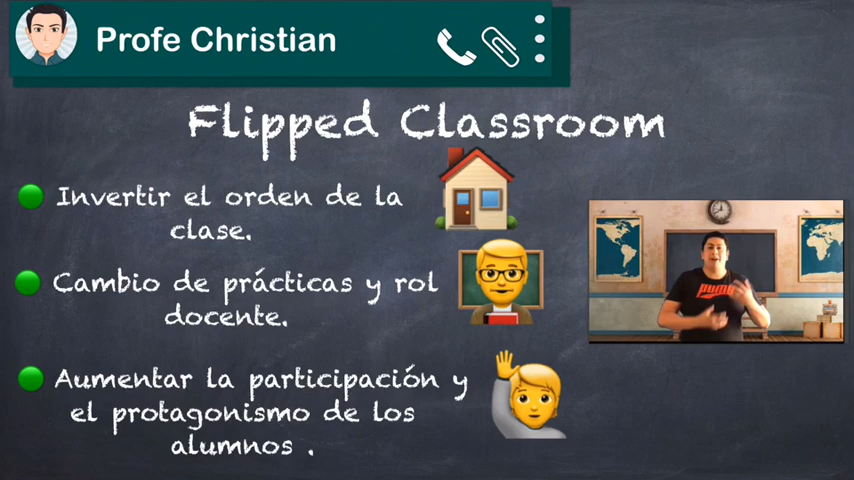 Profe Christian
Flipped Classroom
Invertir el orden de la
clase.
Cambio de prácticas y rol
docente.
Aumentar la participación y
el protagonismo de los
alumnos .
PUMA